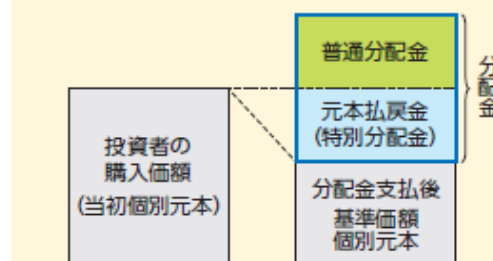 普通分配金
元本払戻金
(特別分配金)
分配金
投資者の
購入価額
(当初個別元本)
分配金支払後
基準価額
個別元本